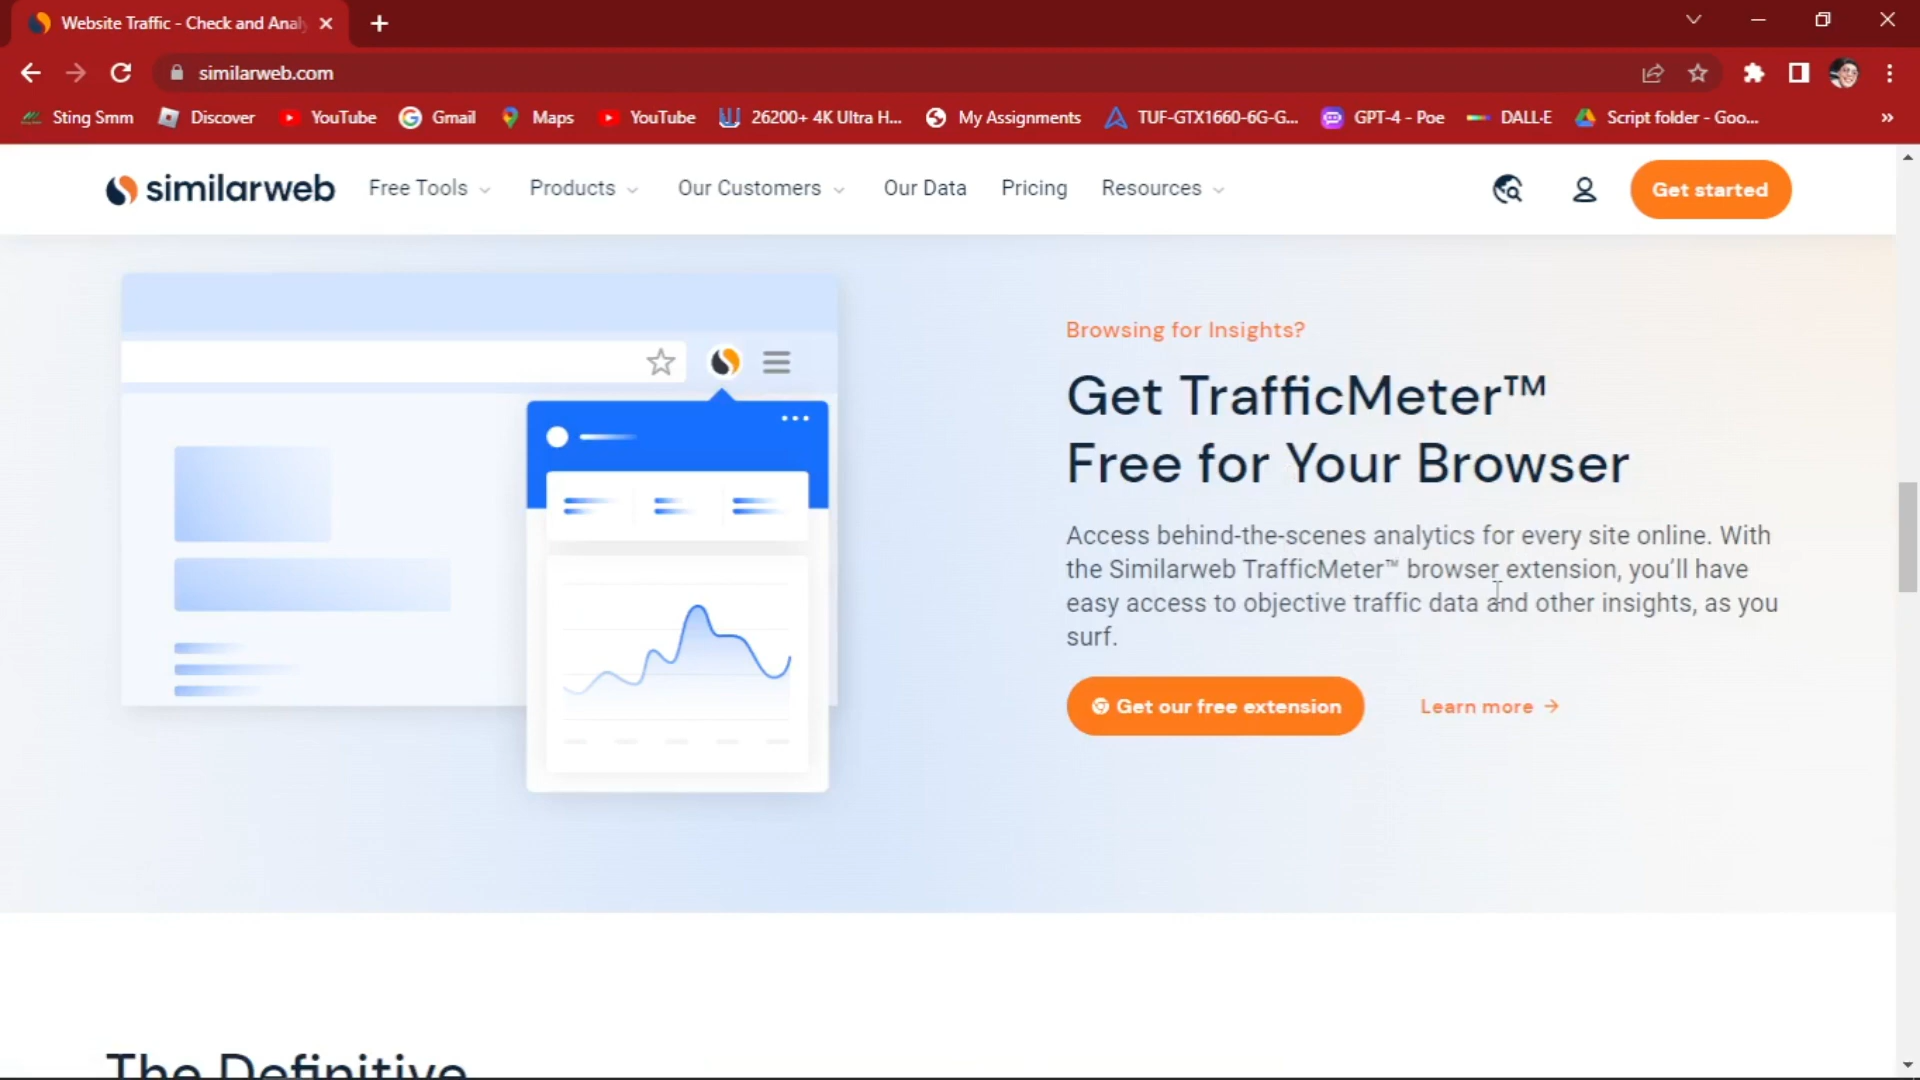 Website Traffic - Check and Anal
similarweb.com
Sting Smm
Discover
YouTube
Gmail
Maps
YouTube
26200+ 4K Ultra H...
My Assignments
TUF-GTX1660-6G-G...
GPT-4 - Poe
DALL·E
Script folder - Goo...
»
similarweb
Free Tools
Products
Our Customers
Our Data
Pricing
Resources
Get started
Browsing for Insights?
Get TrafficMeter™
Free for Your Browser
Access behind-the-scenes analytics for every site online. With
the Similarweb TrafficMeter™ browser extension, you’ll have
easy access to objective traffic data and other insights, as you
surf.
Get our free extension
Learn more →
The Definitive